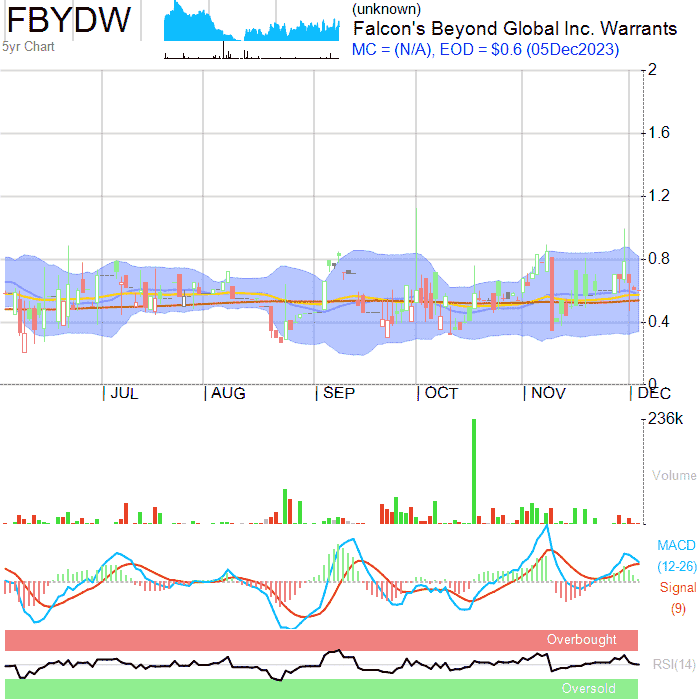 FBYDW
5yr Chart
(unknown)
Falcon's Beyond Global Inc. Warrants
MC = (N/A), EOD = $0.6 (05Dec2023)
2
1.6
1.2
0.8
0.4
0
JUL
AUG
SEP
OCT
NOV
DEC
236k
Volume
MACD
(12-26)
Signal
(9)
Overbought
RSI(14)
Oversold